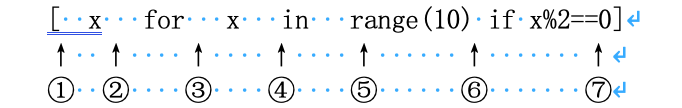 [ x for x in range(10) if x%2==0]
↑ ↑ ↑ ↑ ↑ ↑ ↑
① ② ③ ④ ⑤ ⑥ ⑦